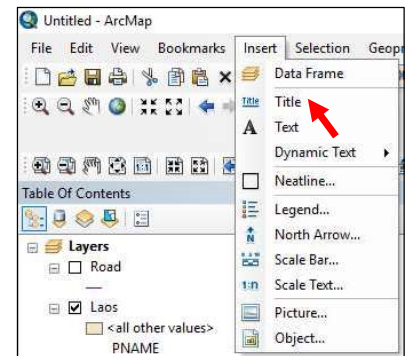 Untitled - ArcMap
File Edit View Bookmarks Insert Selection Geopr
Data Frame
Title Title
A Text
Dynamic Text
Neatline...
Legend...
N North Arrow...
Scale Bar...
1:n Scale Text...
Picture...
Object...
Table Of Contents
Layers
Road
Laos
<all other values>
PNAME